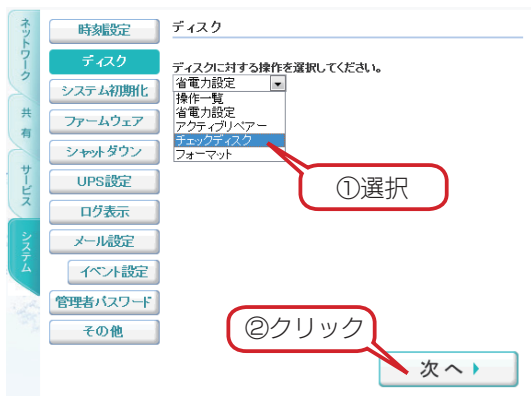 ネットワーク
共有
サービス
システム
時刻設定
ディスク
システム初期化
ファームウェア
シャットダウン
UPS設定
ログ表示
メール設定
イベント設定
管理者パスワード
その他
ディスク
ディスクに対する操作を選択してください。
省電力設定
操作一覧
省電力設定
アクティブリペアー
チェックディスク
フォーマット
①選択
②クリック
次へ